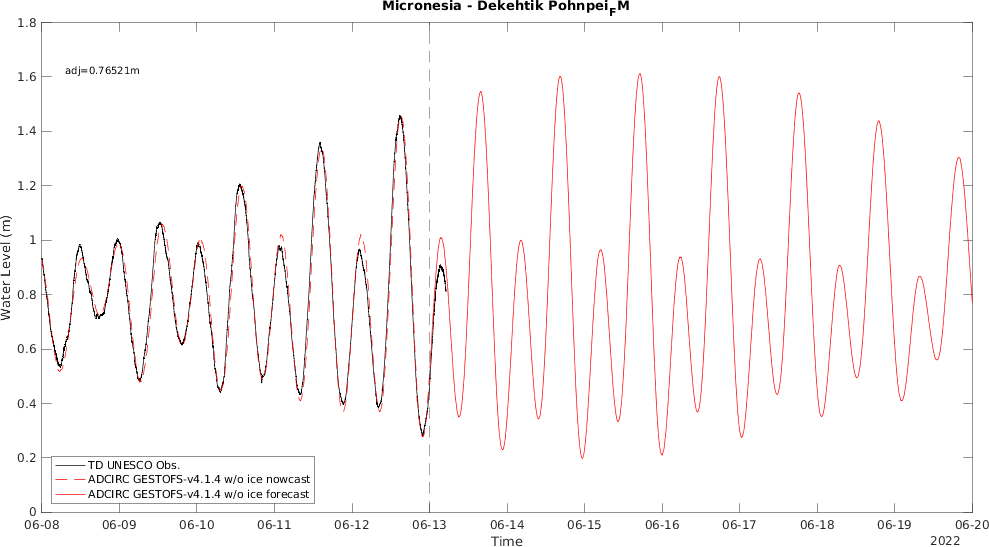 Micronesia - Dekehtik Pohnpei_FM
1.8
1.6
1.4
1.2
1
0.8
0.6
0.4
0.2
0
Water Level (m)
adj=0.76521m
TD UNESCO Obs.
ADCIRC GESTOFS-v4.1.4 w/o ice nowcast
ADCIRC GESTOFS-v4.1.4 w/o ice forecast
06-08 06-09 06-10 06-11 06-12 06-13 06-14 06-15 06-16 06-17 06-18 06-19 06-20
Time
2022